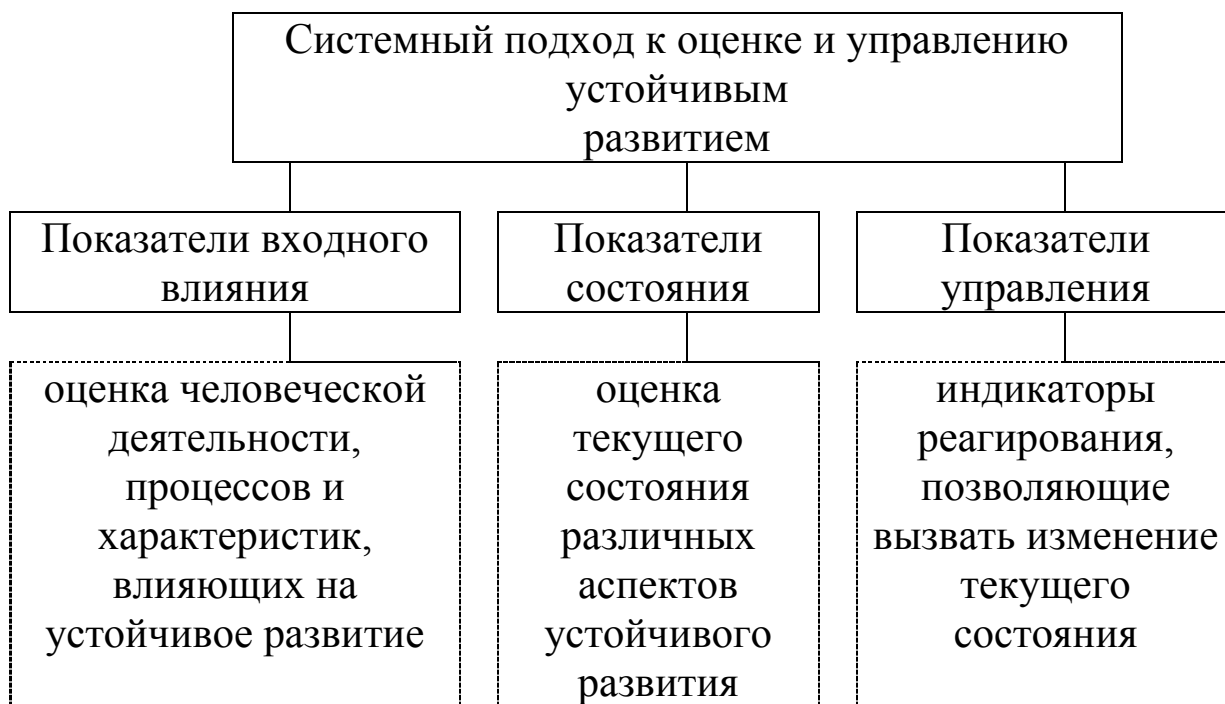 Системный подход к оценке и управлению
устойчивым
развитием
Показатели входного
влияния
Показатели
состояния
Показатели
управления
оценка человеческой
деятельности,
процессов и
характеристик,
влияющих на
устойчивое развитие
оценка
текущего
состояния
различных
аспектов
устойчивого
развития
индикаторы
реагирования,
позволяющие
вызвать изменение
текущего
состояния